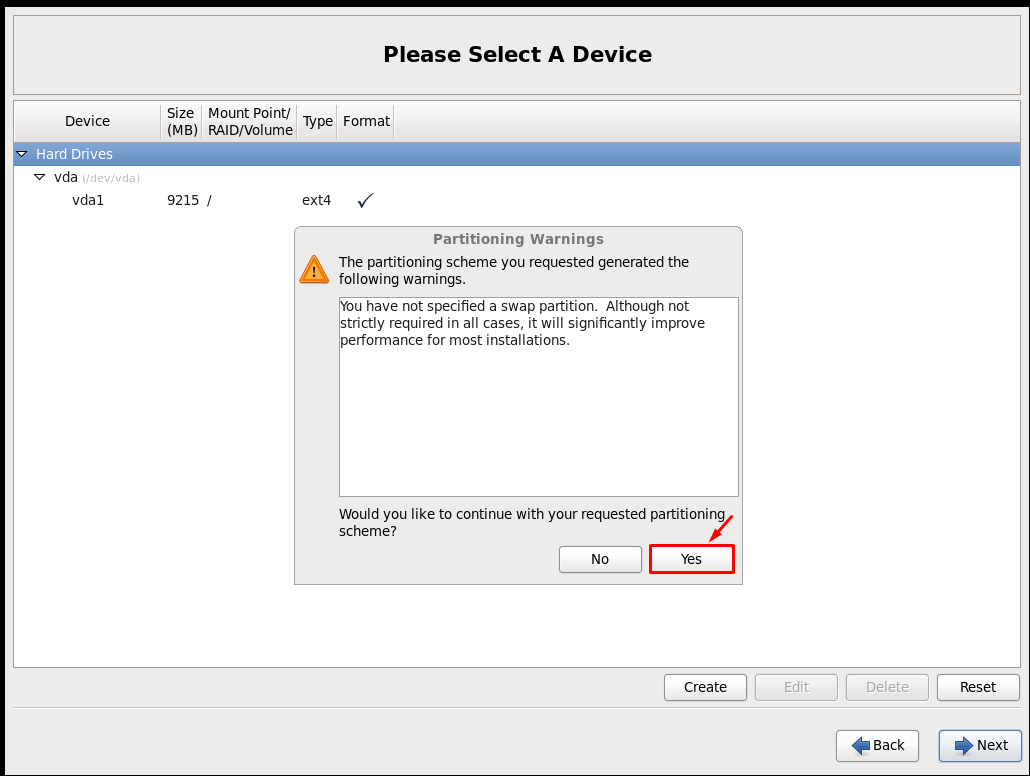 Please Select A Device
Device
Size
(MB)
Mount Point/
RAID/Volume
Type
Format
Hard Drives
vda (/dev/vda)
vda1 9215 / ext4
Partitioning Warnings
The partitioning scheme you requested generated the
following warnings.
You have not specified a swap partition.  Although not
strictly required in all cases, it will significantly improve
performance for most installations.
Would you like to continue with your requested partitioning
scheme?
No Yes
Create Edit Delete Reset
Back Next